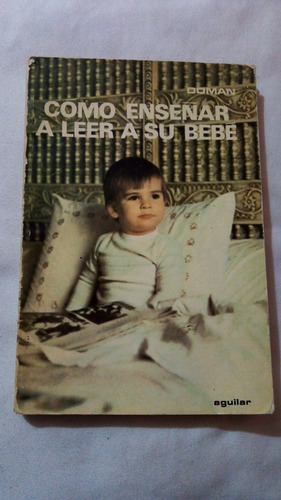 DOMAN
COMO ENSEÑAR
A LEER A SU BEBE
aguilar